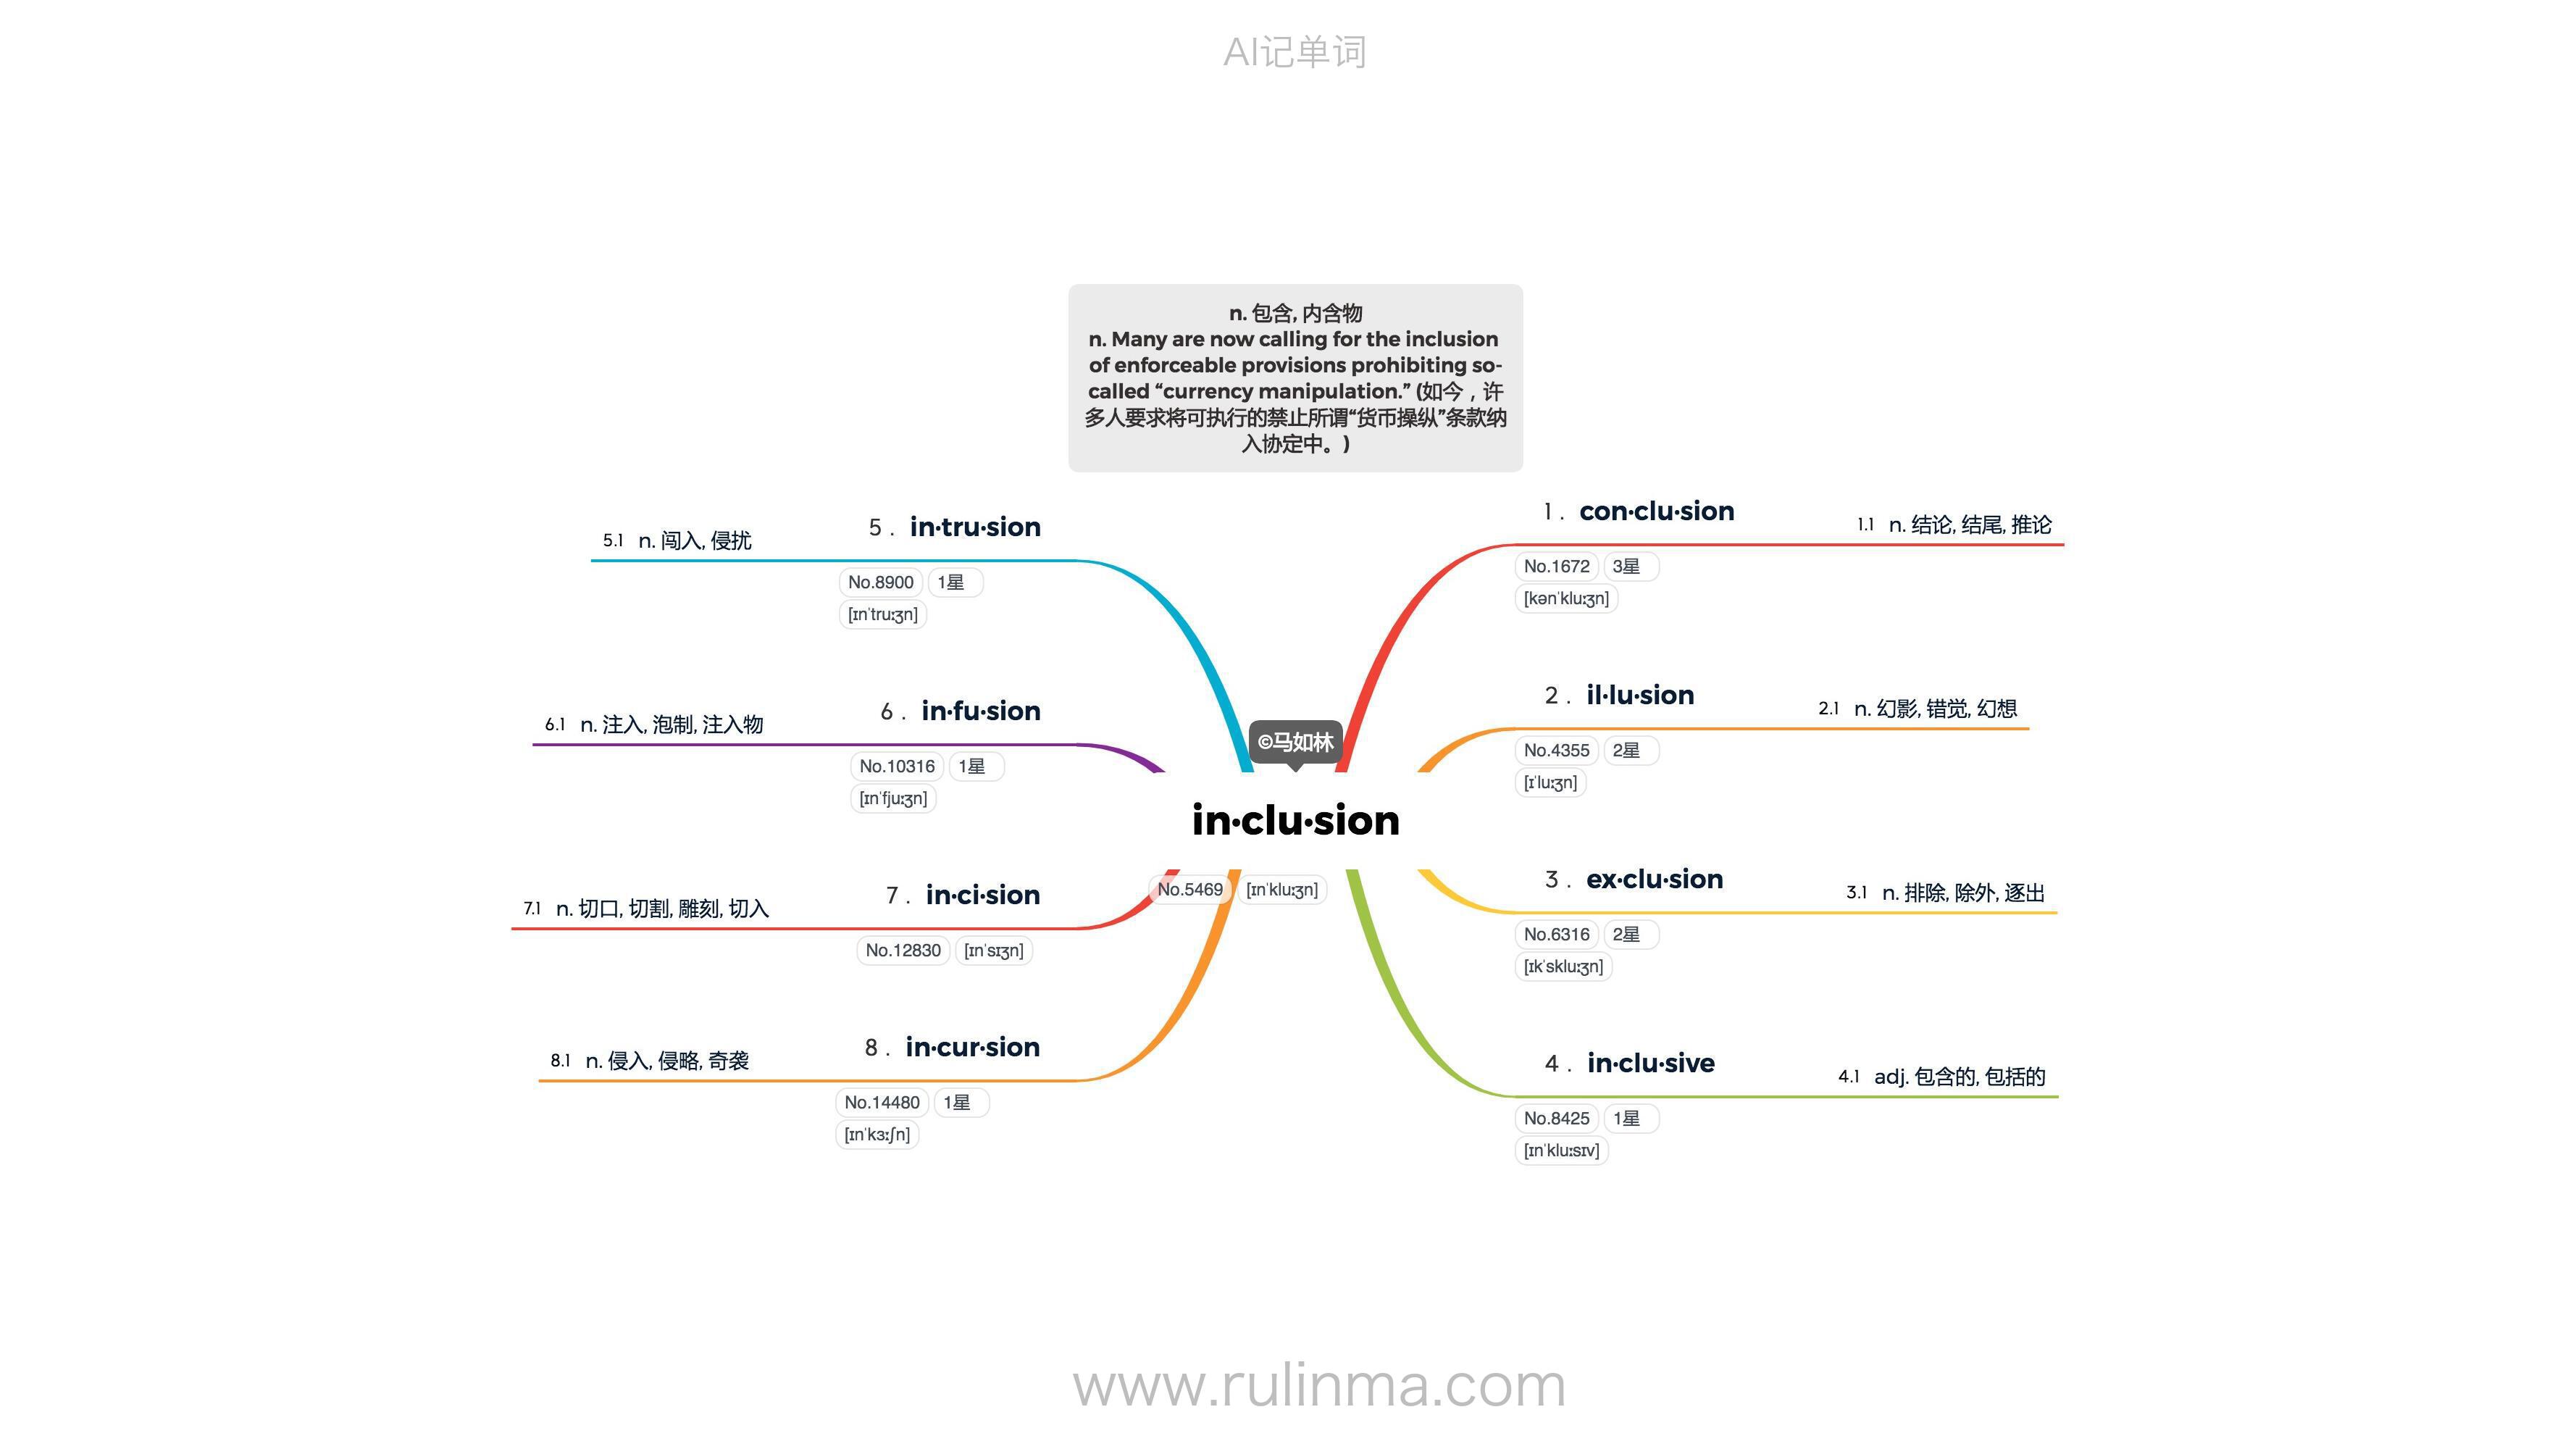 AI记单词
n. 包含, 内含物
n. Many are now calling for the inclusion
of enforceable provisions prohibiting so-
called “currency manipulation.” (如今，许
多人要求将可执行的禁止所谓“货币操纵”条款纳
入协定中。)
©马如林
in·clu·sion
No.5469 [ɪnˈkluːʒn]
1. con·clu·sion
1.1 n. 结论, 结尾, 推论
No.1672 3星
[kənˈkluːʒn]
2. il·lu·sion
2.1 n. 幻影, 错觉, 幻想
No.4355 2星
[ɪˈluːʒn]
3. ex·clu·sion
3.1 n. 排除, 除外, 逐出
No.6316 2星
[ɪkˈskluːʒn]
4. in·clu·sive
4.1 adj. 包含的, 包括的
No.8425 1星
[ɪnˈkluːsɪv]
5. in·tru·sion
5.1 n. 闯入, 侵扰
No.8900 1星
[ɪnˈtruːʒn]
6. in·fu·sion
6.1 n. 注入, 泡制, 注入物
No.10316 1星
[ɪnˈfjuːʒn]
7. in·ci·sion
7.1 n. 切口, 切割, 雕刻, 切入
No.12830 [ɪnˈsɪʒn]
8. in·cur·sion
8.1 n. 侵入, 侵略, 奇袭
No.14480 1星
[ɪnˈkɜːʃn]
www.rulinma.com